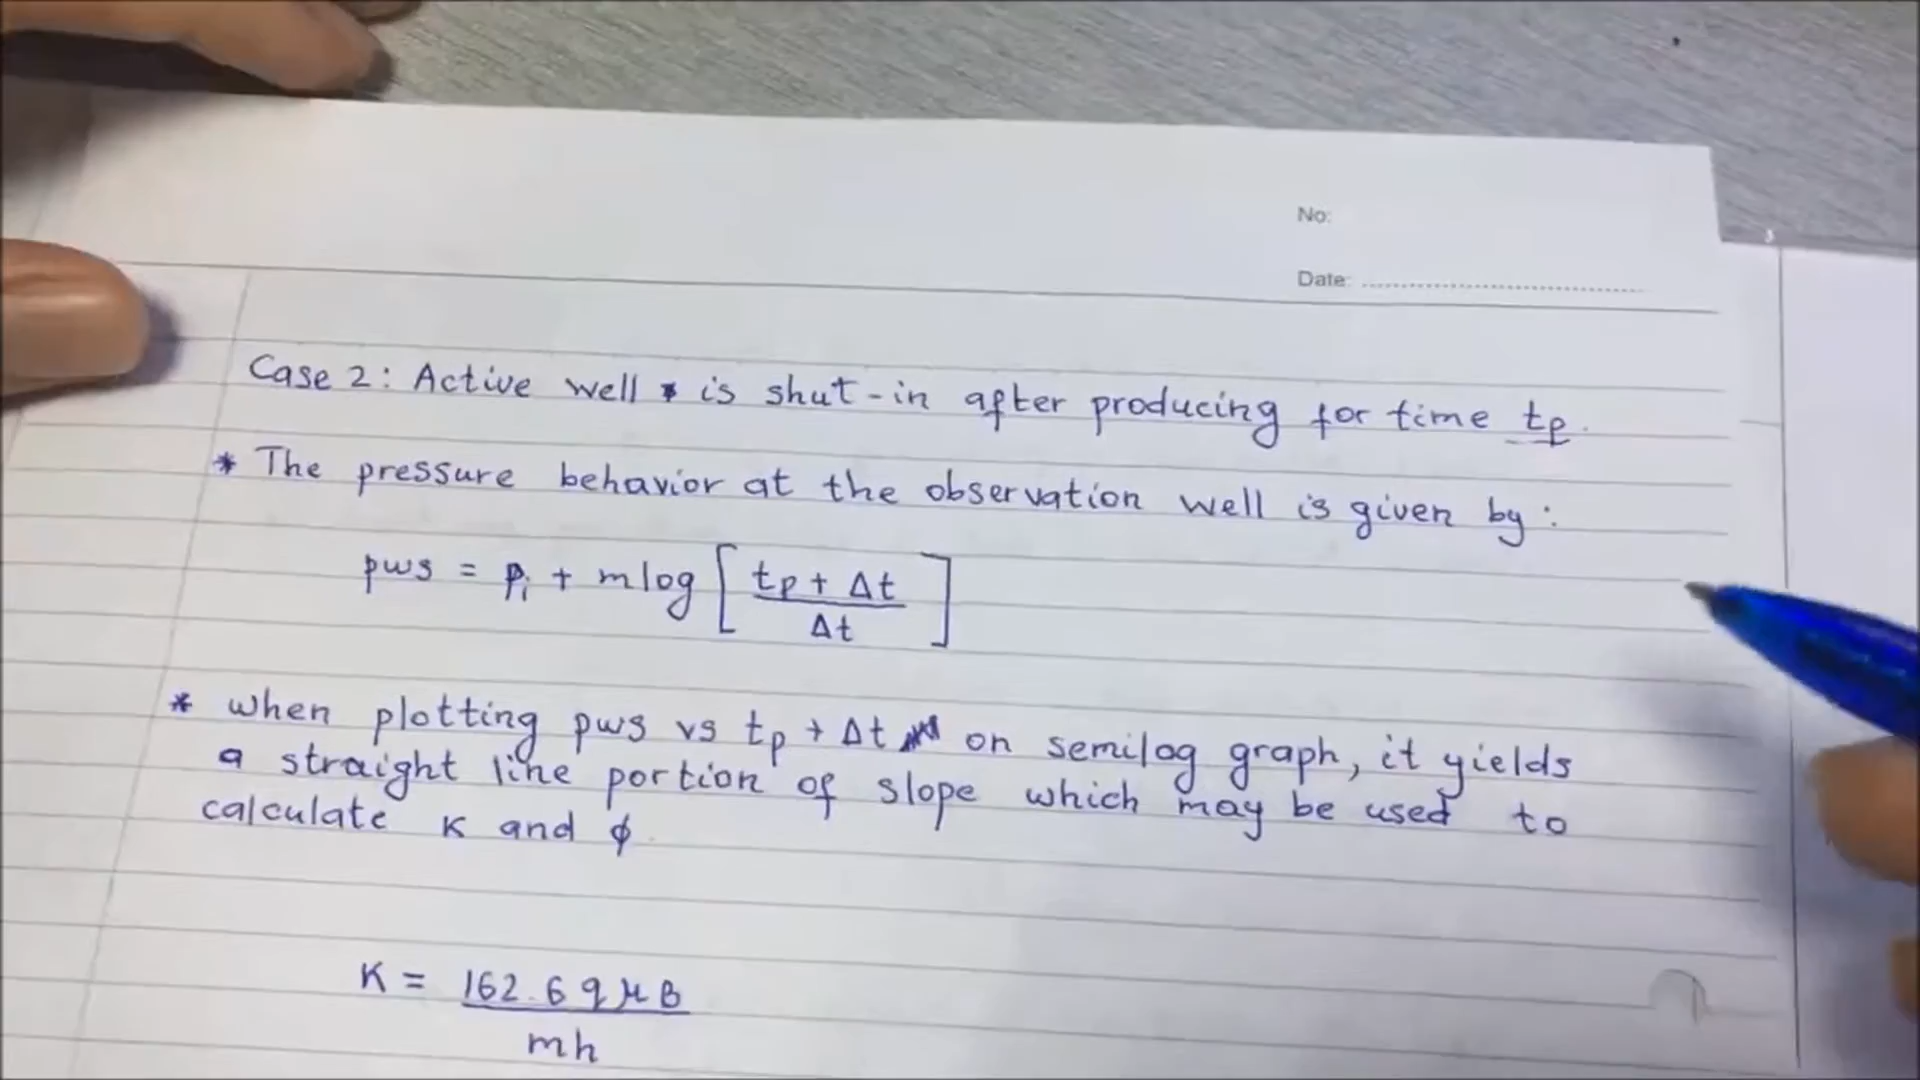 No:
Date:
Case 2: Active well is shut-in after producing for time tp.
* The pressure behavior at the observation well is given by:
pws = pi + mlog [ tp + Δt / Δt ]
* when plotting pws vs tp + Δt on semilog graph, it yields
a straight line portion of slope which may be used to
calculate K and φ
K = 162.6 q μ B / mh